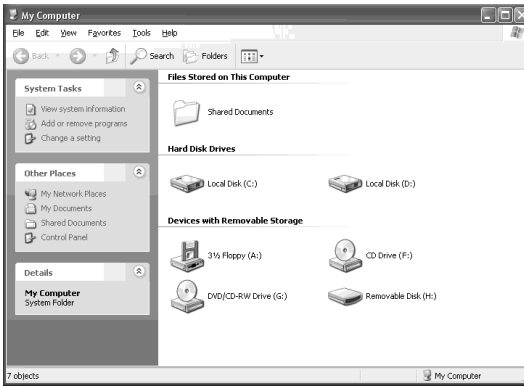 My Computer
File Edit View Favorites Tools Help
Back Search Folders
System Tasks
View system information
Add or remove programs
Change a setting
Other Places
My Network Places
My Documents
Shared Documents
Control Panel
Details
My Computer
System Folder
Files Stored on This Computer
Shared Documents
Hard Disk Drives
Local Disk (C:) Local Disk (D:)
Devices with Removable Storage
3½ Floppy (A:) CD Drive (F:)
DVD/CD-RW Drive (G:) Removable Disk (H:)
7 objects My Computer